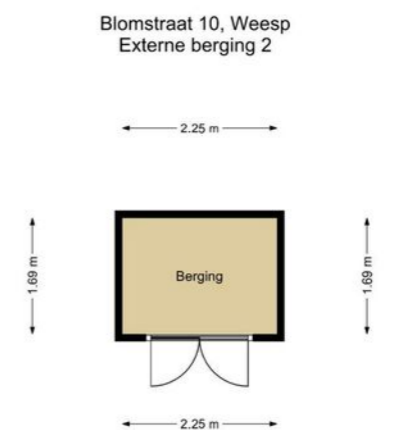 Blomstraat 10, Weesp
Externe berging 2
2.25 m
1.69 m
Berging
1.69 m
2.25 m